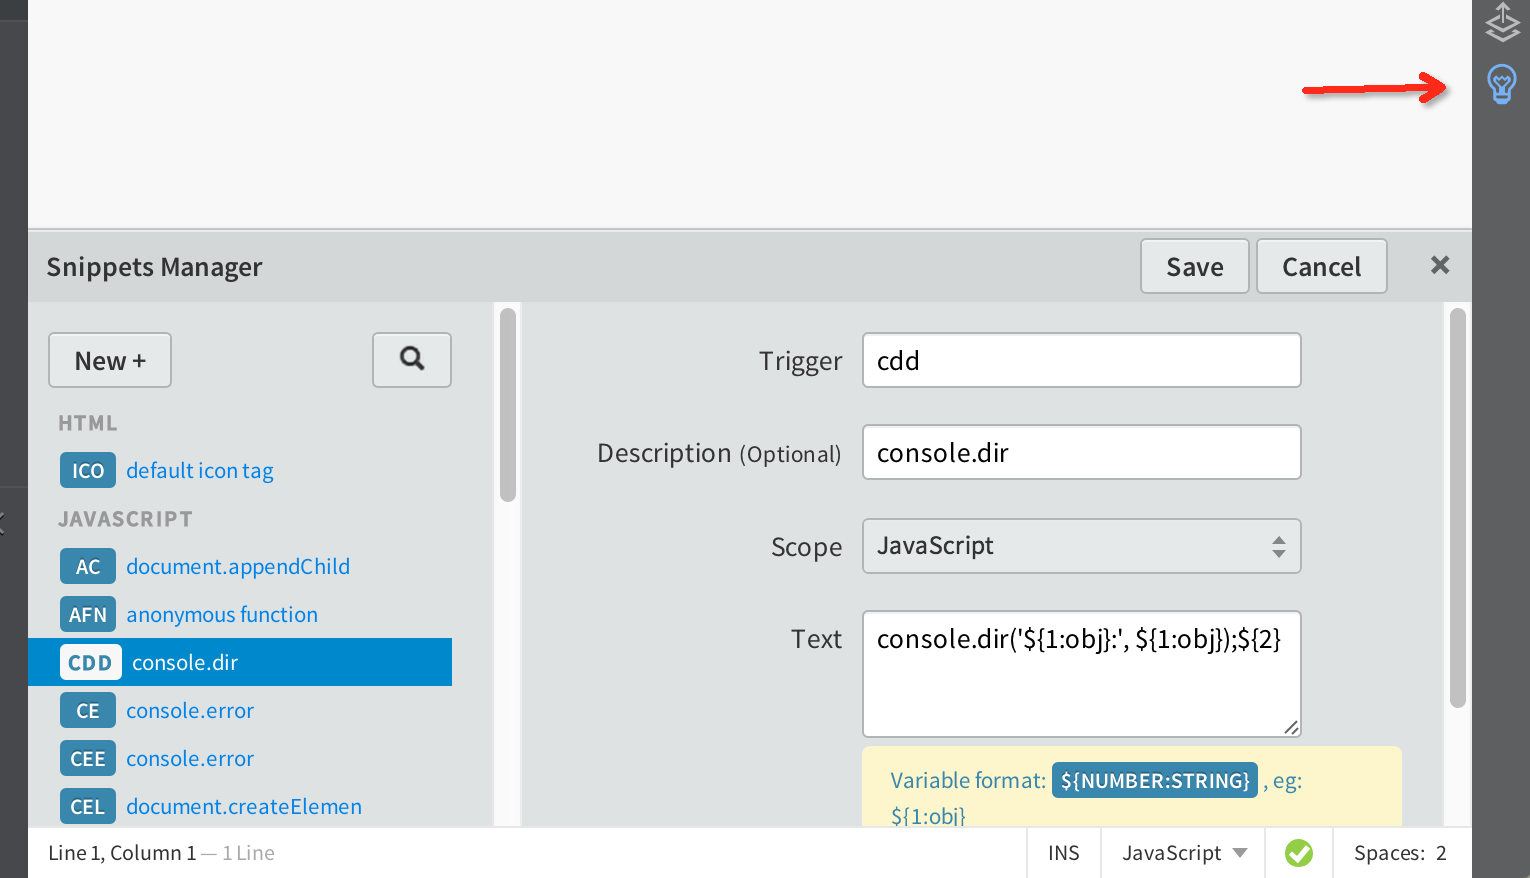 Snippets Manager
Save
Cancel
New +
HTML
ICO default icon tag
JAVASCRIPT
AC document.appendChild
AFN anonymous function
CDD console.dir
CE console.error
CEE console.error
CEL document.createElemen
Trigger
cdd
Description (Optional)
console.dir
Scope
JavaScript
Text
console.dir('${1:obj}:', ${1:obj});${2}
Variable format: ${NUMBER:STRING} , eg:
${1:obj}
Line 1, Column 1 — 1 Line
INS
JavaScript
Spaces: 2